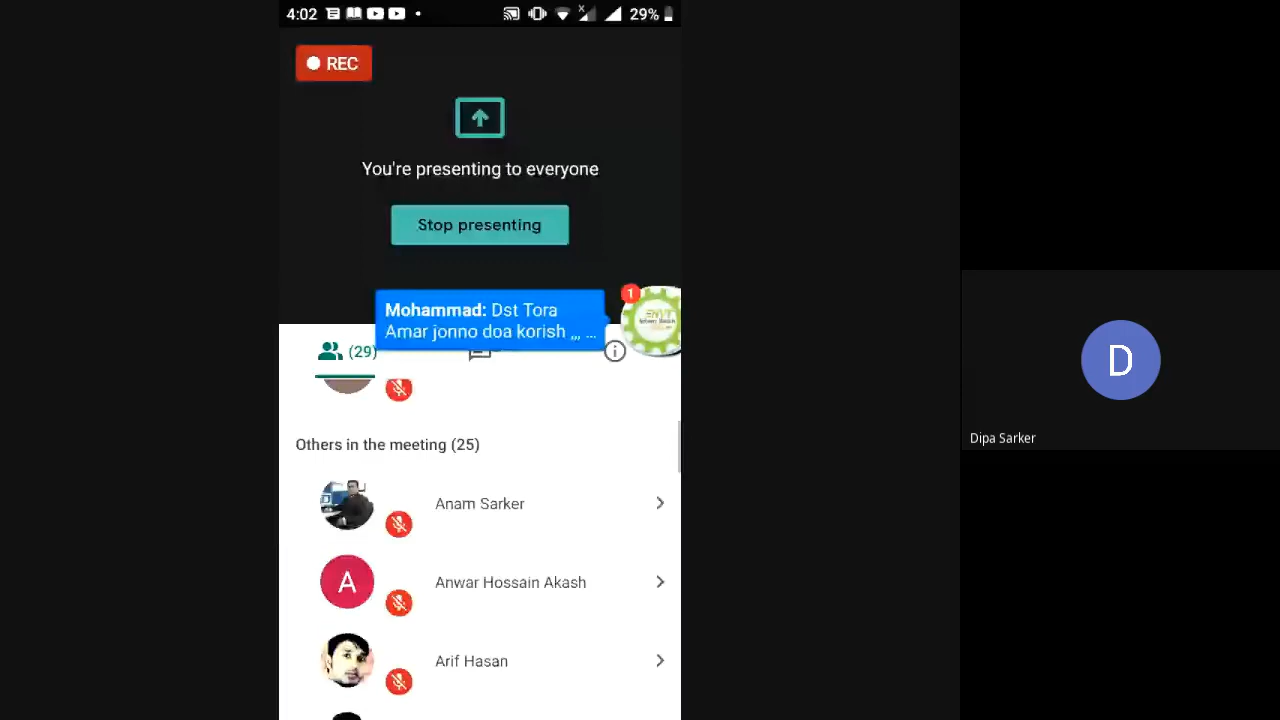 4:02
29%
REC
You're presenting to everyone
Stop presenting
1
Mohammad: Dst Tora
Amar jonno doa korish ,,, ...
(29)
Others in the meeting (25)
Anam Sarker
A
Anwar Hossain Akash
Arif Hasan
D
Dipa Sarker